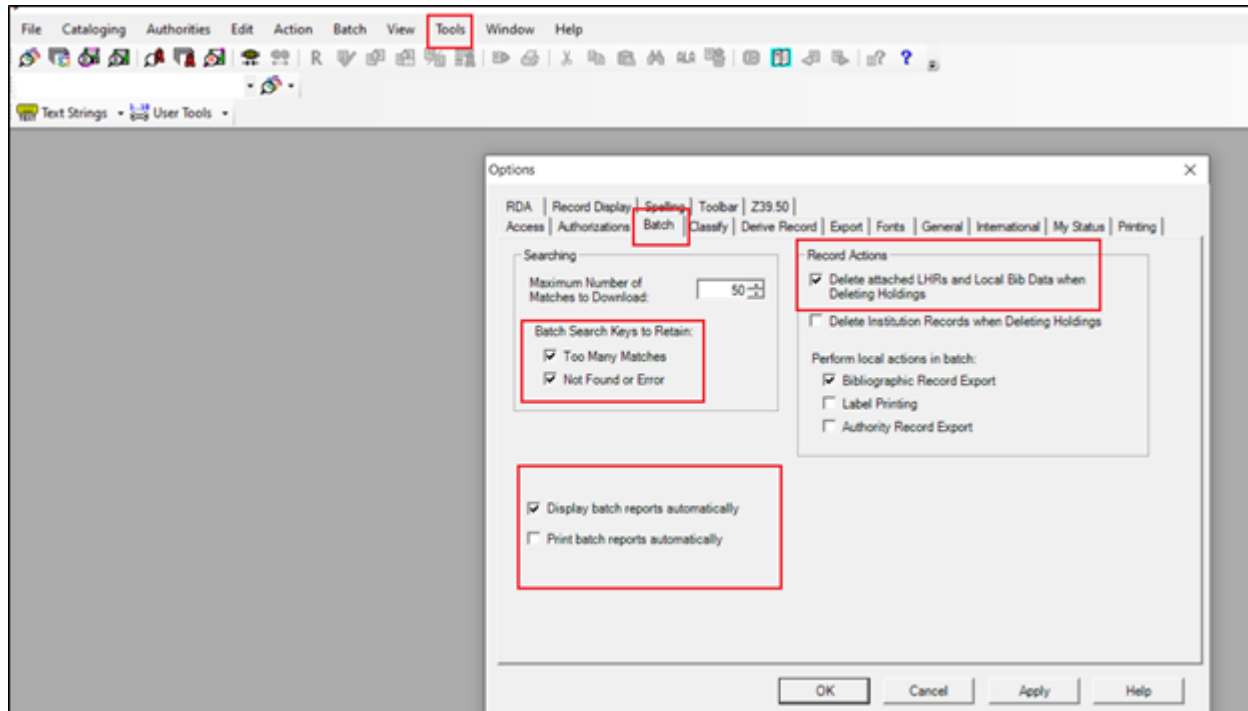 File Cataloging Authorities Edit Action Batch View Tools Window Help
R
Text Strings User Tools
Options
RDA Record Display Spelling Toolbar Z39.50
Access Authorizations Batch Classify Derive Record Export Fonts General International My Status Printing
Searching
Maximum Number of
Matches to Download:
50
Batch Search Keys to Retain:
Too Many Matches
Not Found or Error
Display batch reports automatically
Print batch reports automatically
Record Actions
Delete attached LHRs and Local Bib Data when
Deleting Holdings
Delete Institution Records when Deleting Holdings
Perform local actions in batch:
Bibliographic Record Export
Label Printing
Authority Record Export
OK Cancel Apply Help